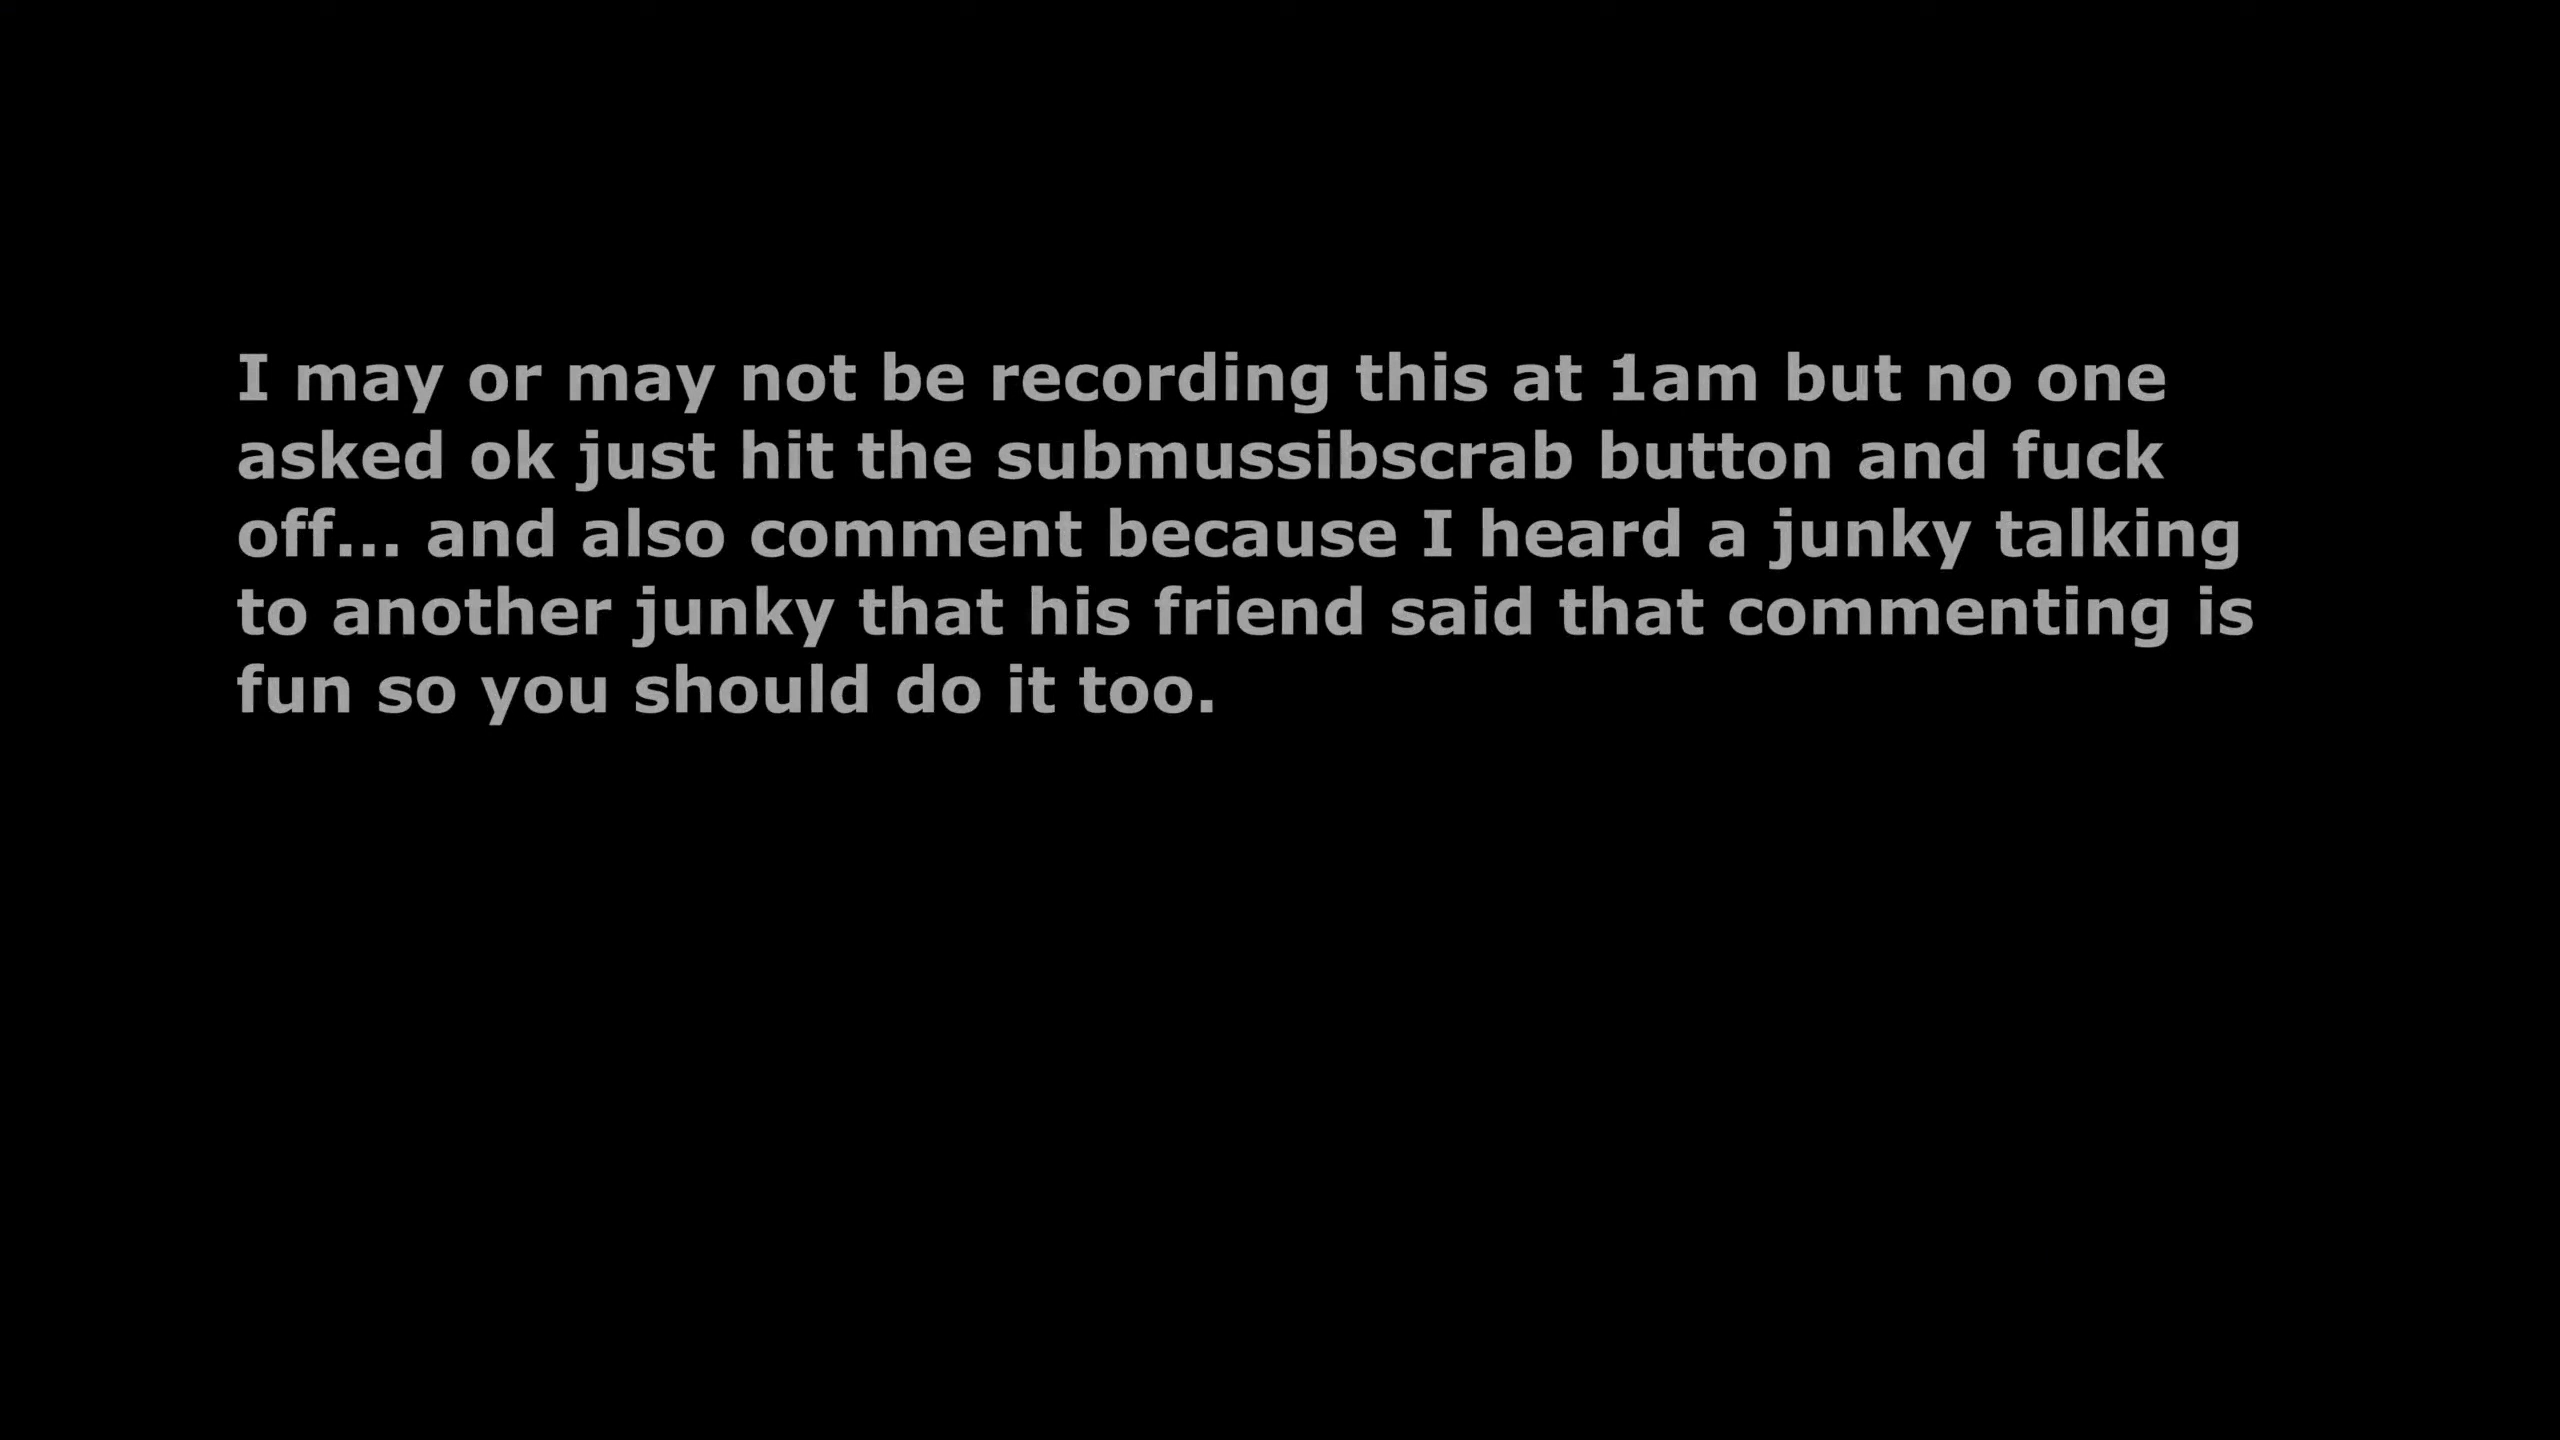 I may or may not be recording this at 1am but no one
asked ok just hit the submussibscrab button and fuck
off... and also comment because I heard a junky talking
to another junky that his friend said that commenting is
fun so you should do it too.